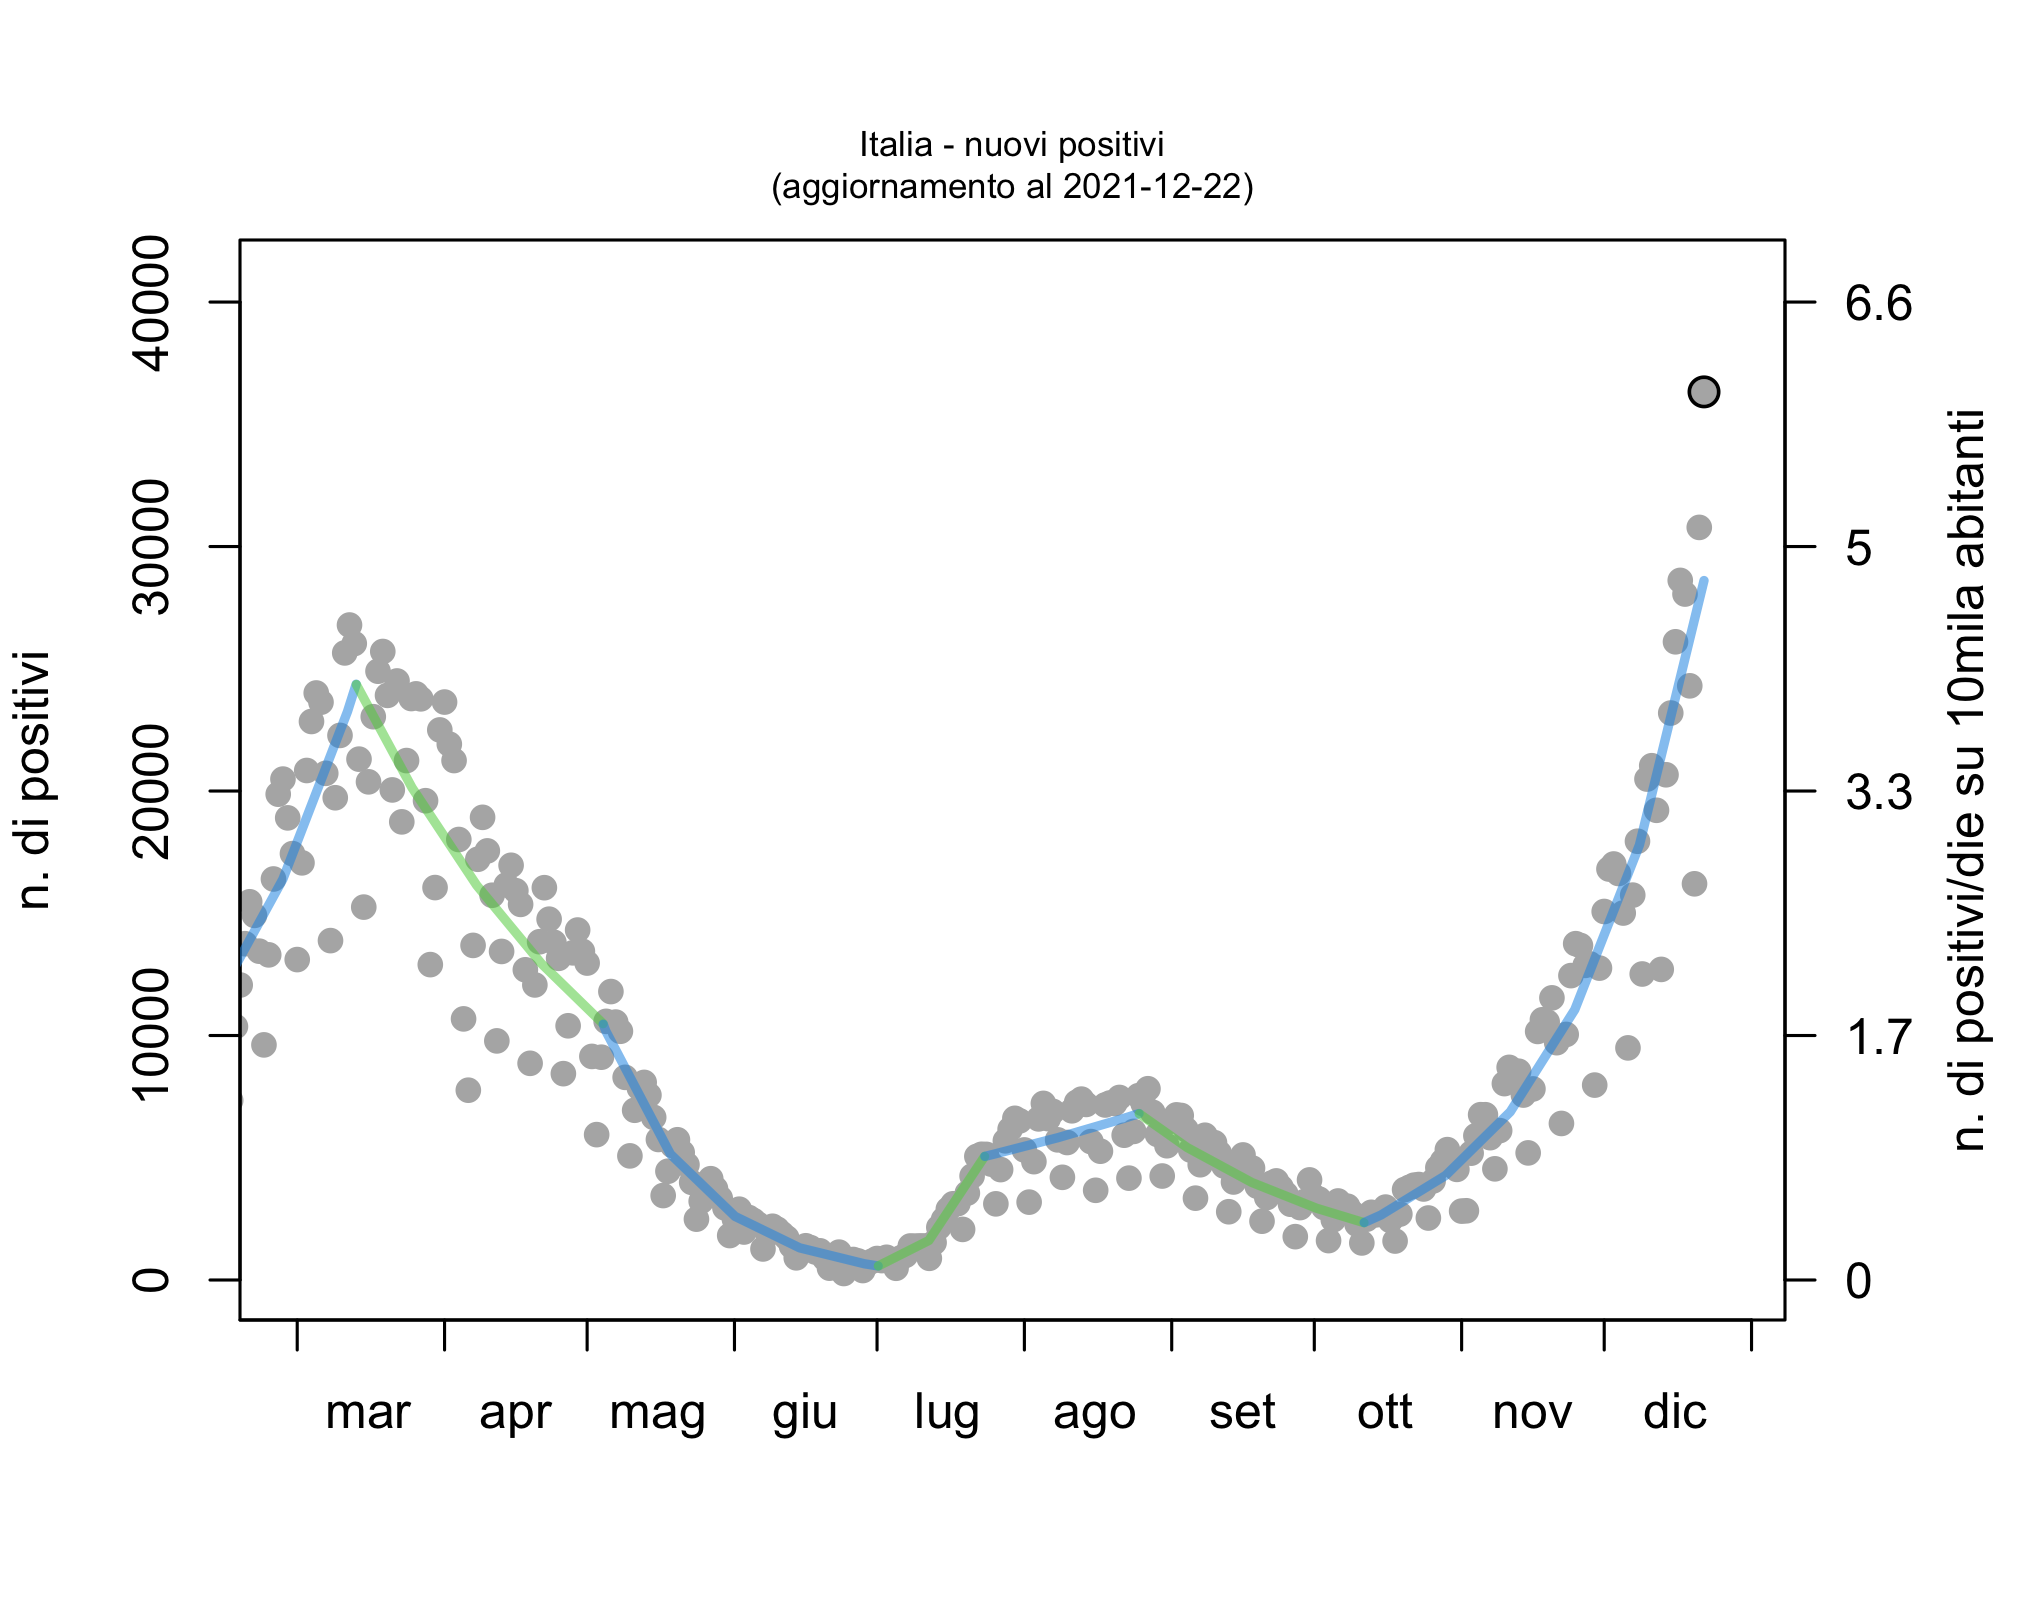 Italia - nuovi positivi
(aggiornamento al 2021-12-22)
n. di positivi
40000
30000
20000
10000
0
6.6
5
3.3
1.7
0
n. di positivi/die su 10mila abitanti
mar apr mag giu lug ago set ott nov dic